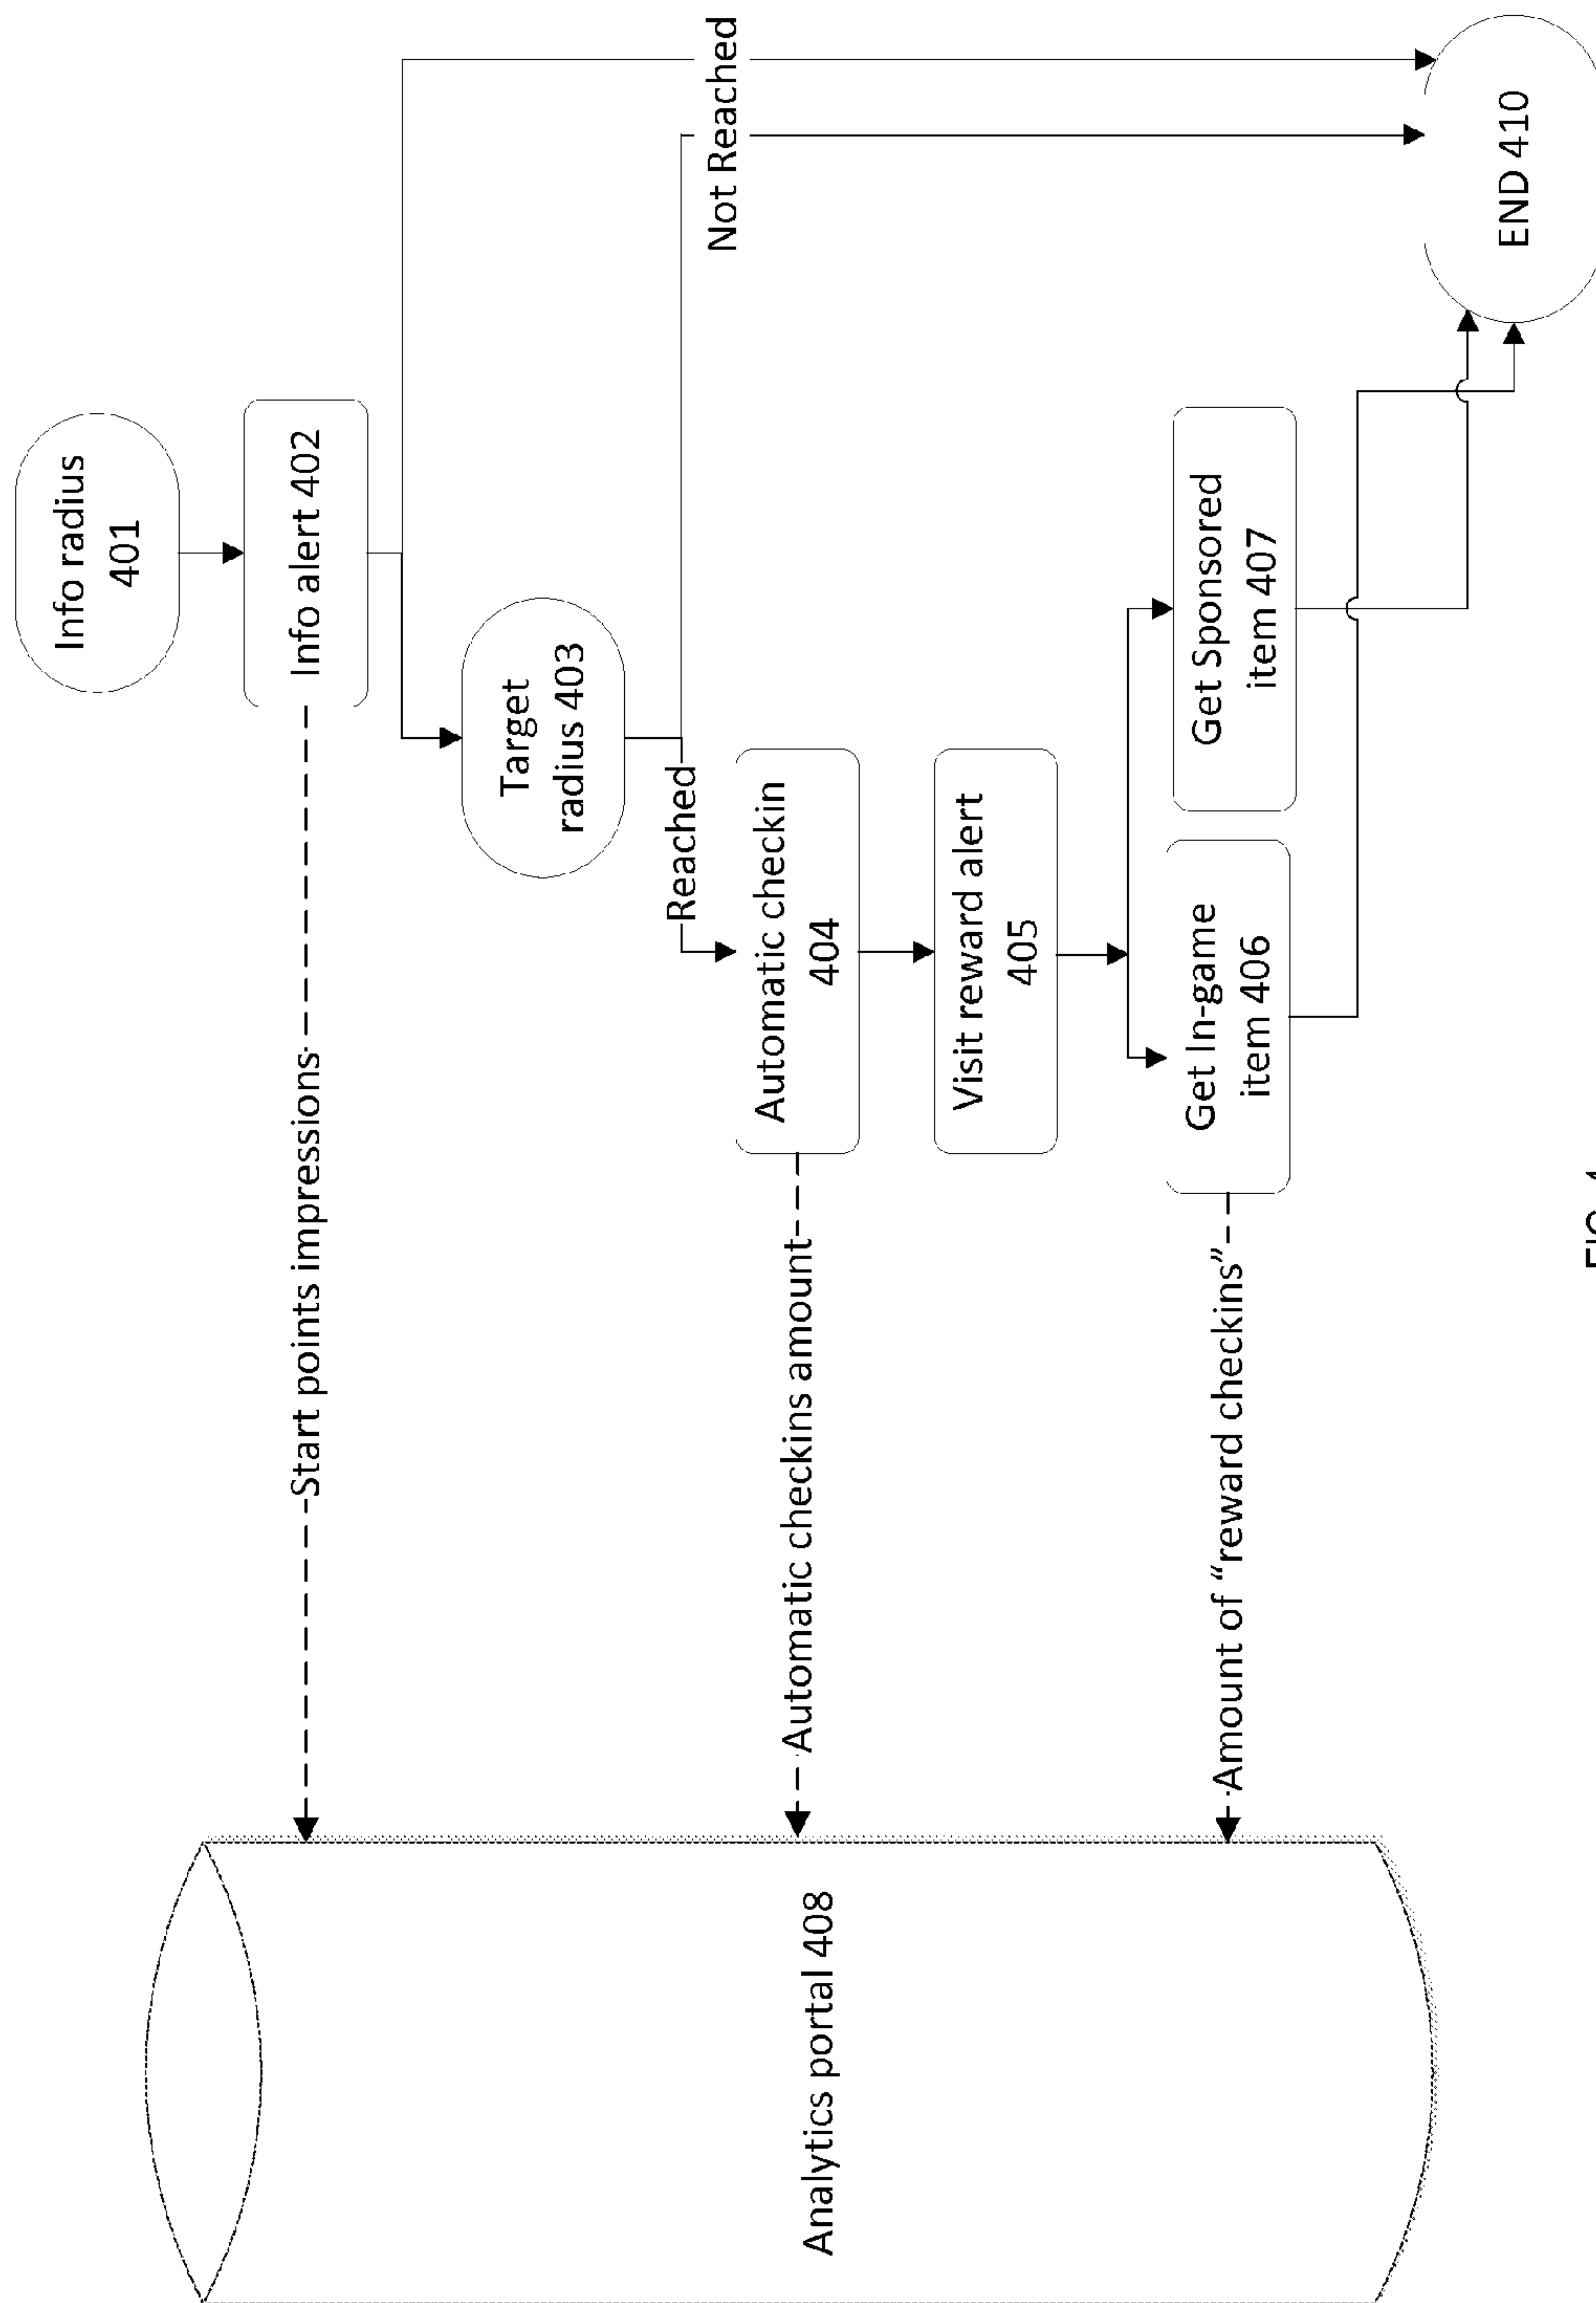 Info radius
401
Info alert 402
Start points impressions
Target
radius 403
Reached
Not Reached
Automatic checkin
404
Automatic checkins amount
Visit reward alert
405
Get In-game
item 406
Get Sponsored
item 407
Amount of “reward checkins”
Analytics portal 408
END 410